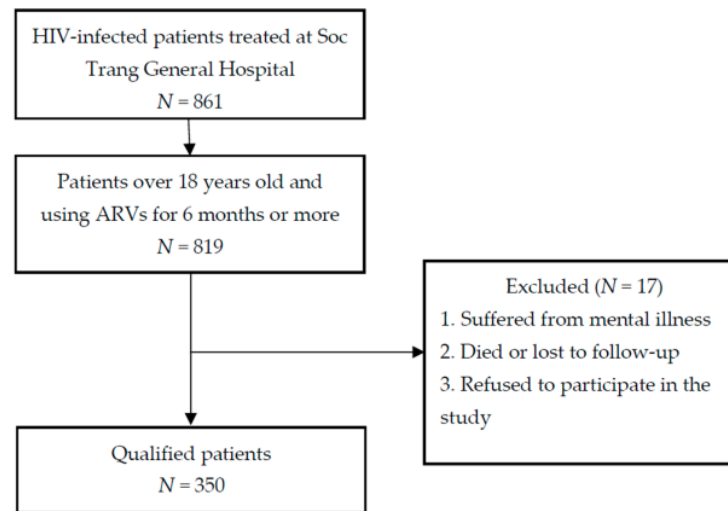 HIV-infected patients treated at Soc
Trang General Hospital
N = 861
Patients over 18 years old and
using ARVs for 6 months or more
N = 819
Excluded (N = 17)
1. Suffered from mental illness
2. Died or lost to follow-up
3. Refused to participate in the
study
Qualified patients
N = 350